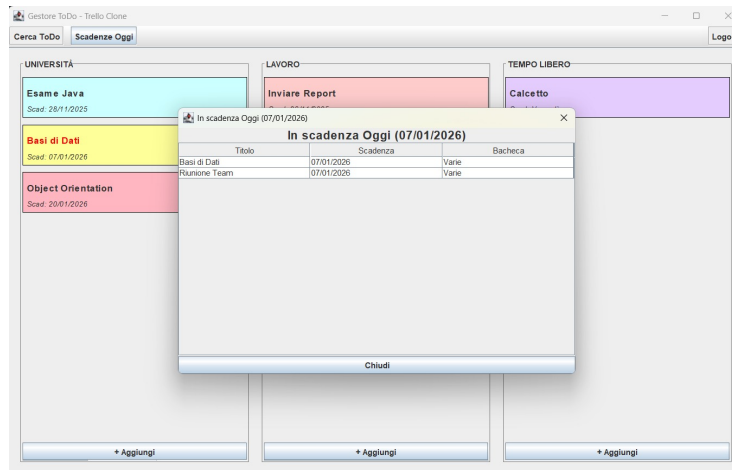 Gestore ToDo - Trello Clone
Cerca ToDo Scadenze Oggi Logo
UNIVERSITÀ LAVORO TEMPO LIBERO
Esame Java Inviare Report Calcetto
Scad: 28/11/2025
In scadenza Oggi (07/01/2026)
In scadenza Oggi (07/01/2026)
Titolo Scadenza Bacheca
Basi di Dati 07/01/2026 Varie
Riunione Team 07/01/2026 Varie
Basi di Dati
Scad: 07/01/2026
Object Orientation
Scad: 20/01/2026
Chiudi
+ Aggiungi + Aggiungi + Aggiungi